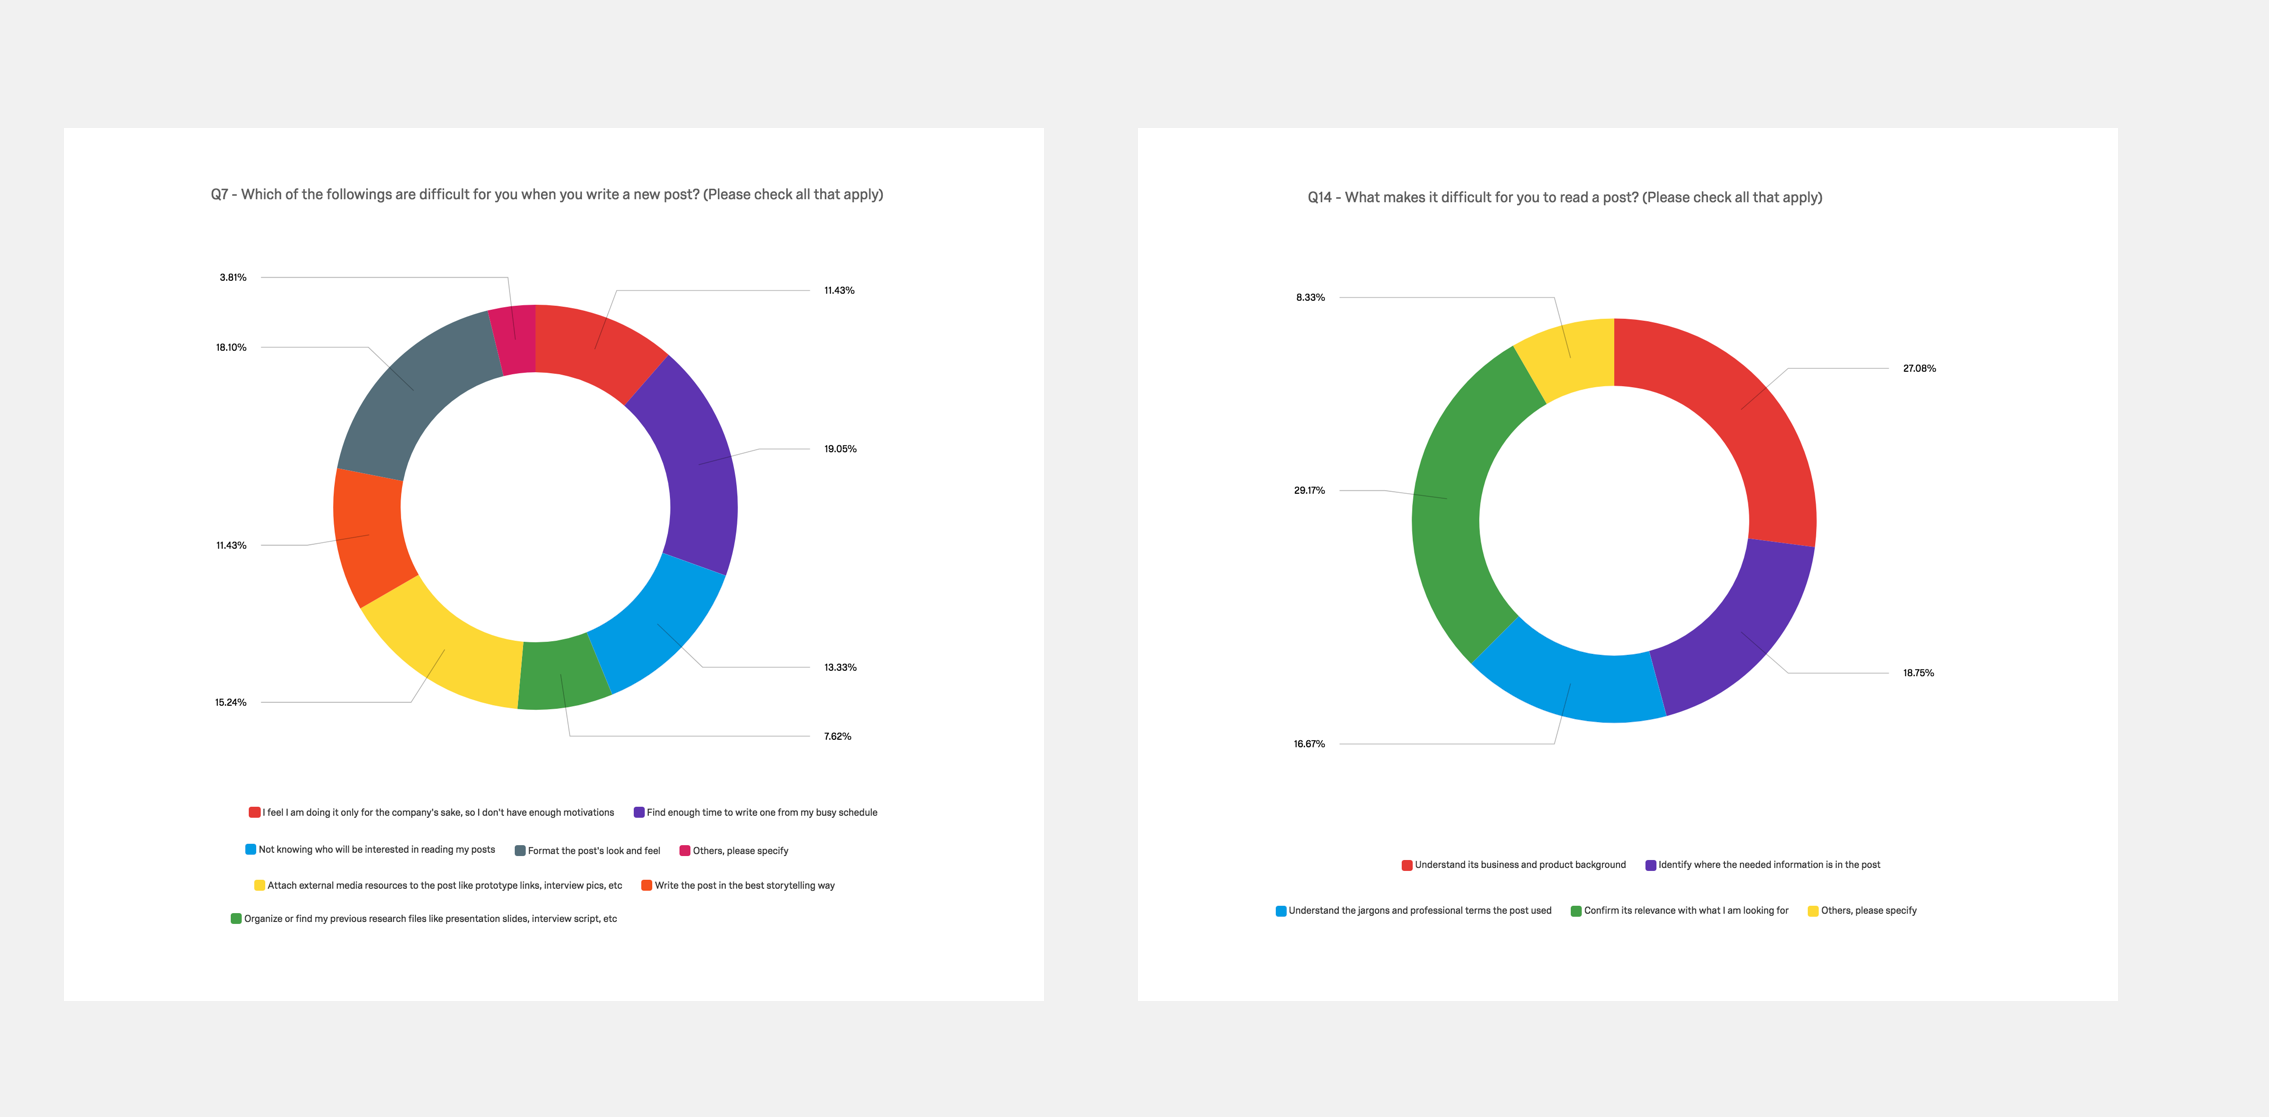 Q7 - Which of the followings are difficult for you when you write a new post? (Please check all that apply)
3.81%
11.43%
18.10%
19.05%
11.43%
13.33%
15.24%
7.62%
I feel I am doing it only for the company's sake, so I don't have enough motivations
Find enough time to write one from my busy schedule
Not knowing who will be interested in reading my posts
Format the post's look and feel
Others, please specify
Attach external media resources to the post like prototype links, interview pics, etc
Write the post in the best storytelling way
Organize or find my previous research files like presentation slides, interview script, etc
Q14 - What makes it difficult for you to read a post? (Please check all that apply)
8.33%
27.08%
29.17%
18.75%
16.67%
Understand its business and product background
Identify where the needed information is in the post
Understand the jargons and professional terms the post used
Confirm its relevance with what I am looking for
Others, please specify